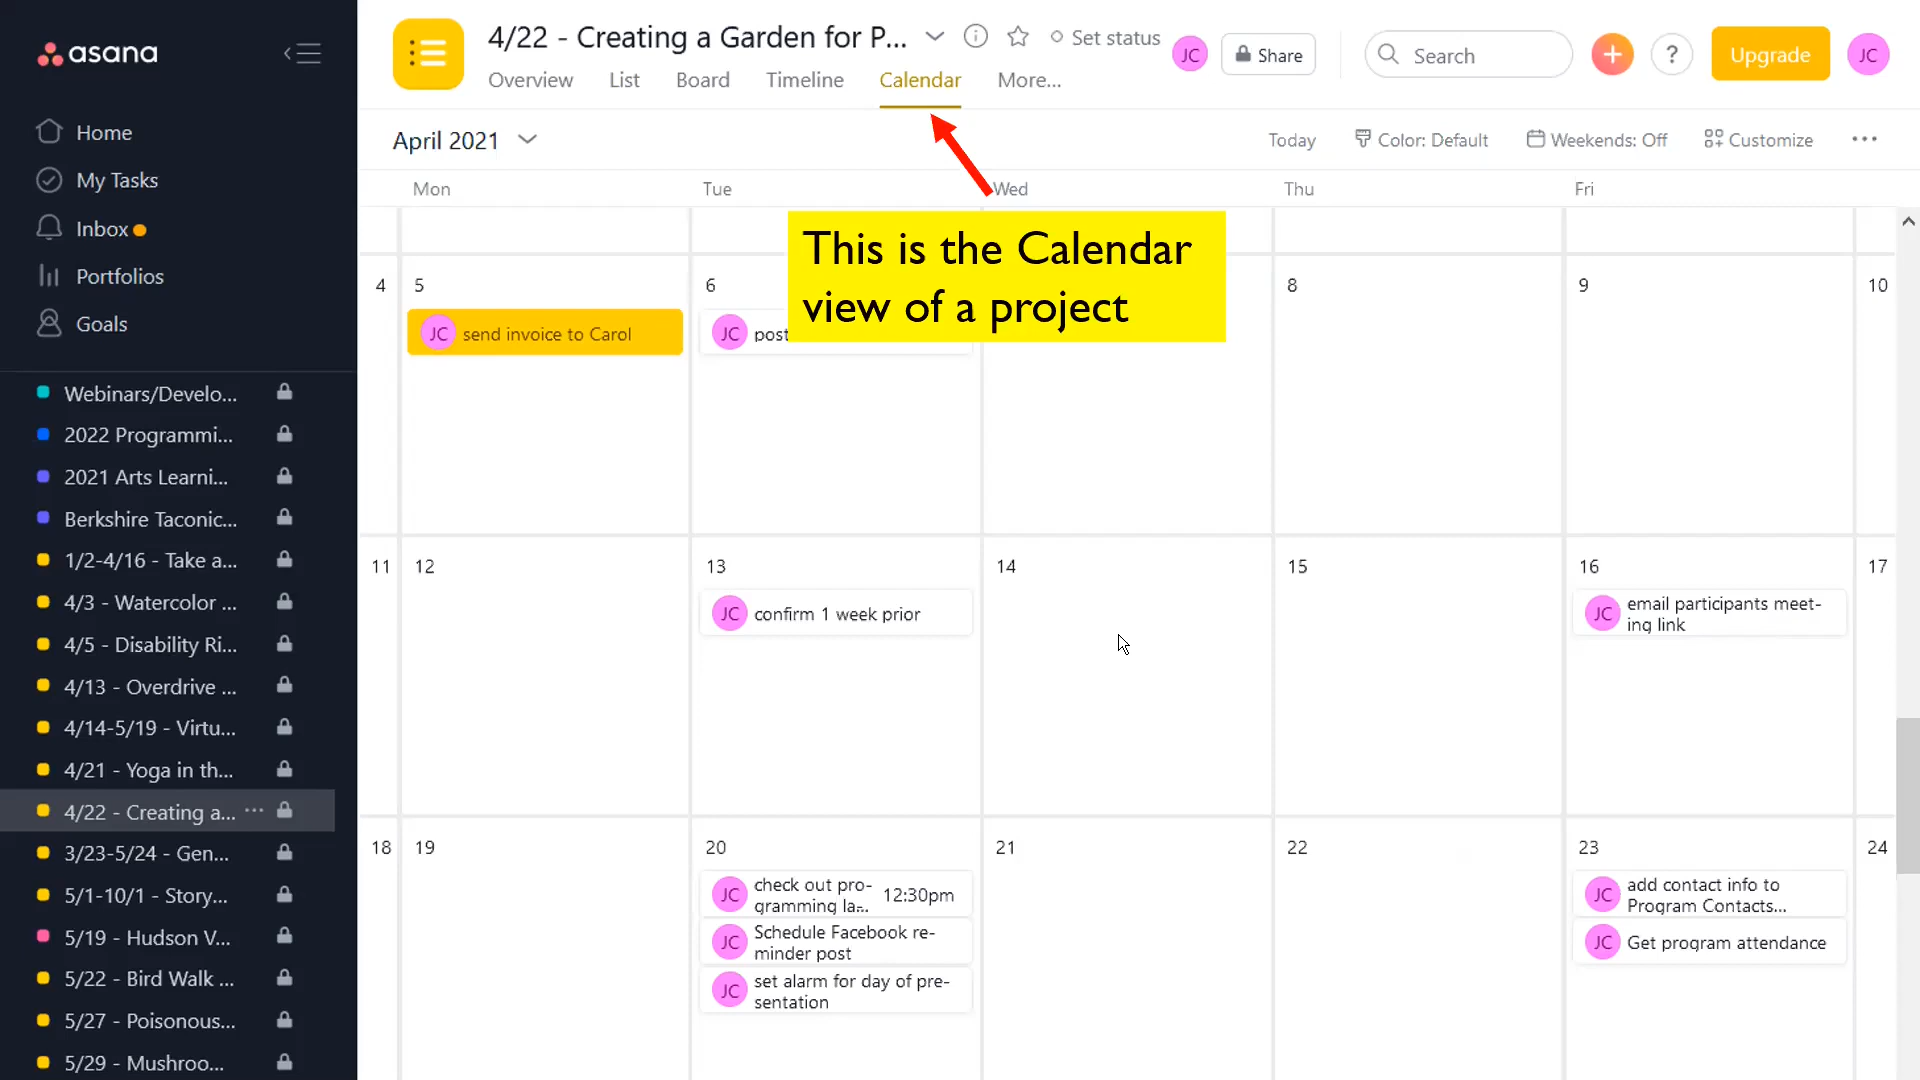 asana
Home
My Tasks
Inbox
Portfolios
Goals
Webinars/Develo...
2022 Programmi...
2021 Arts Learni...
Berkshire Taconic...
1/2-4/16 - Take a...
4/3 - Watercolor ...
4/5 - Disability Ri...
4/13 - Overdrive ...
4/14-5/19 - Virtu...
4/21 - Yoga in th...
4/22 - Creating a...
3/23-5/24 - Gen...
5/1-10/1 - Story...
5/19 - Hudson V...
5/22 - Bird Walk ...
5/27 - Poisonous...
5/29 - Mushroo...
4/22 - Creating a Garden for P...
Set status
JC
Share
Search
?
Upgrade
JC
Overview List Board Timeline Calendar More...
April 2021
Today
Color: Default
Weekends: Off
Customize
Mon Tue Wed Thu Fri
This is the Calendar
view of a project
4 5 6 8 9 10
JC send invoice to Carol
JC post
11 12 13 14 15 16 17
JC confirm 1 week prior
JC email participants meet-
ing link
18 19 20 21 22 23 24
JC check out pro-
gramming la... 12:30pm
JC Schedule Facebook re-
minder post
JC set alarm for day of pre-
sentation
JC add contact info to
Program Contacts...
JC Get program attendance